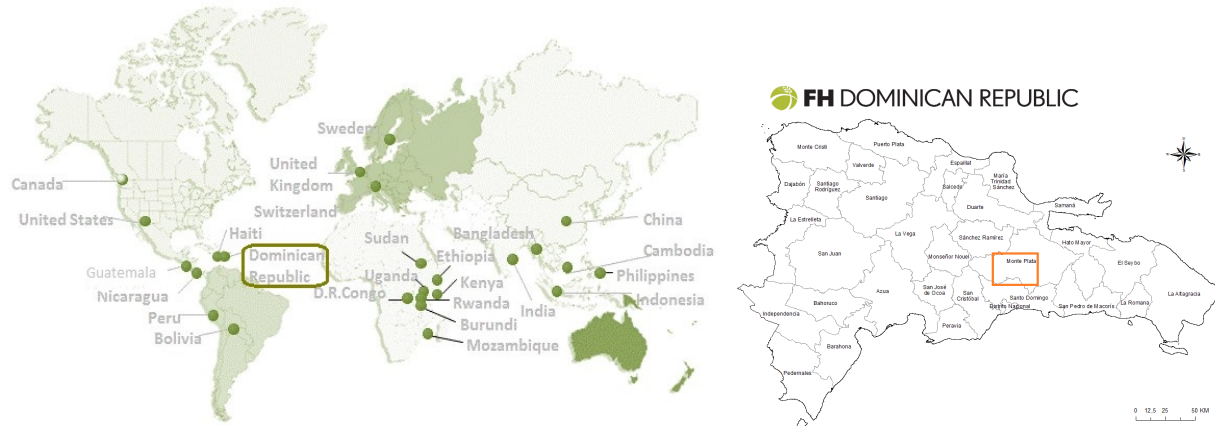 Sweden
United
Kingdom
Canada
Switzerland
United States
China
Haiti
Sudan
Bangladesh
Dominican
Republic
Ethiopia
Cambodia
Guatemala
Uganda
Kenya
Philippines
Nicaragua
D.R.Congo
Rwanda
India
Indonesia
Peru
Burundi
Bolivia
Mozambique
FH DOMINICAN REPUBLIC
Monte Cristi
Puerto Plata
Valverde
Espaillat
María
Trinidad
Sánchez
Dajabón
Santiago
Rodríguez
Salcedo
Santiago
Duarte
Samaná
La Estrelleta
La Vega
Sánchez Ramírez
Hato Mayor
San Juan
Monseñor Nouel
Monte Plata
El Seybo
Azua
San José
de Ocoa
San
Cristóbal
Santo Domingo
Distrito Nacional
San Pedro de Macorís
La Romana
La Altagracia
Bahoruco
Independencia
Peravia
Barahona
Pedernales
0 12,5 25 50 KM